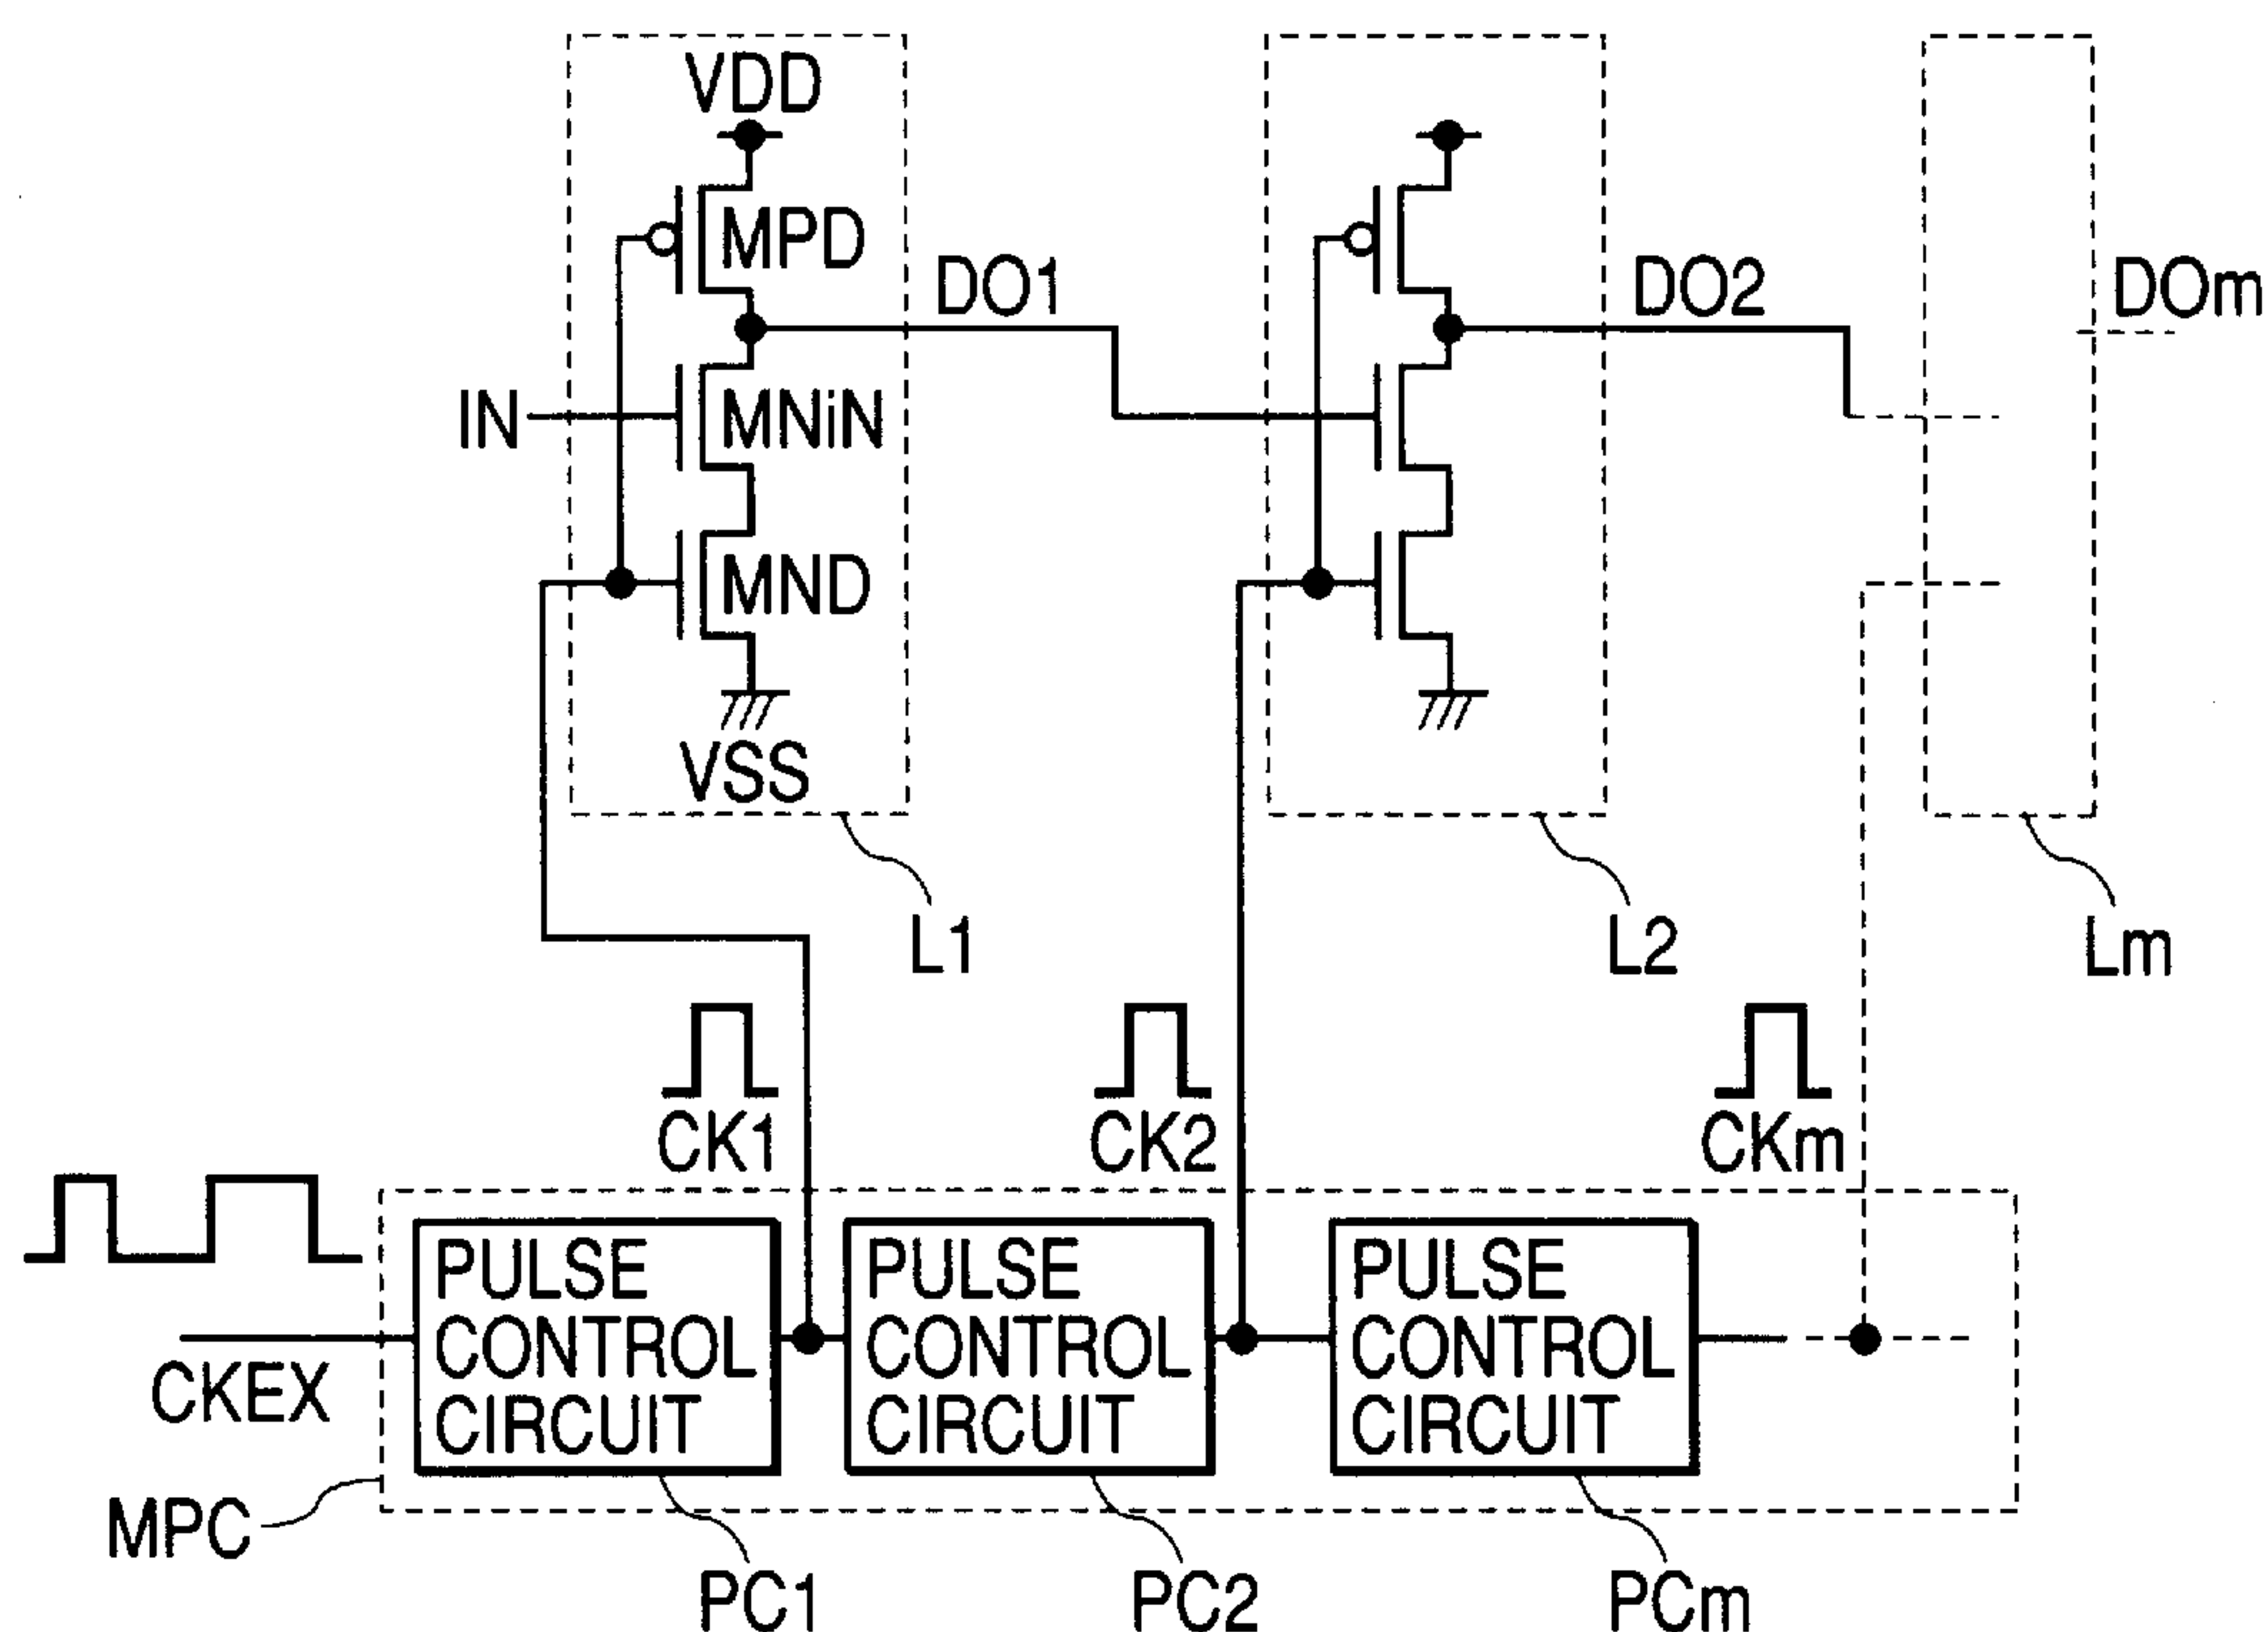 VDD
MPD
DO1
DO2
DOm
IN
MNiN
MND
VSS
L1
L2
Lm
CK1
CK2
CKm
PULSE
CONTROL
CIRCUIT
PULSE
CONTROL
CIRCUIT
PULSE
CONTROL
CIRCUIT
CKEX
MPC
PC1
PC2
PCm